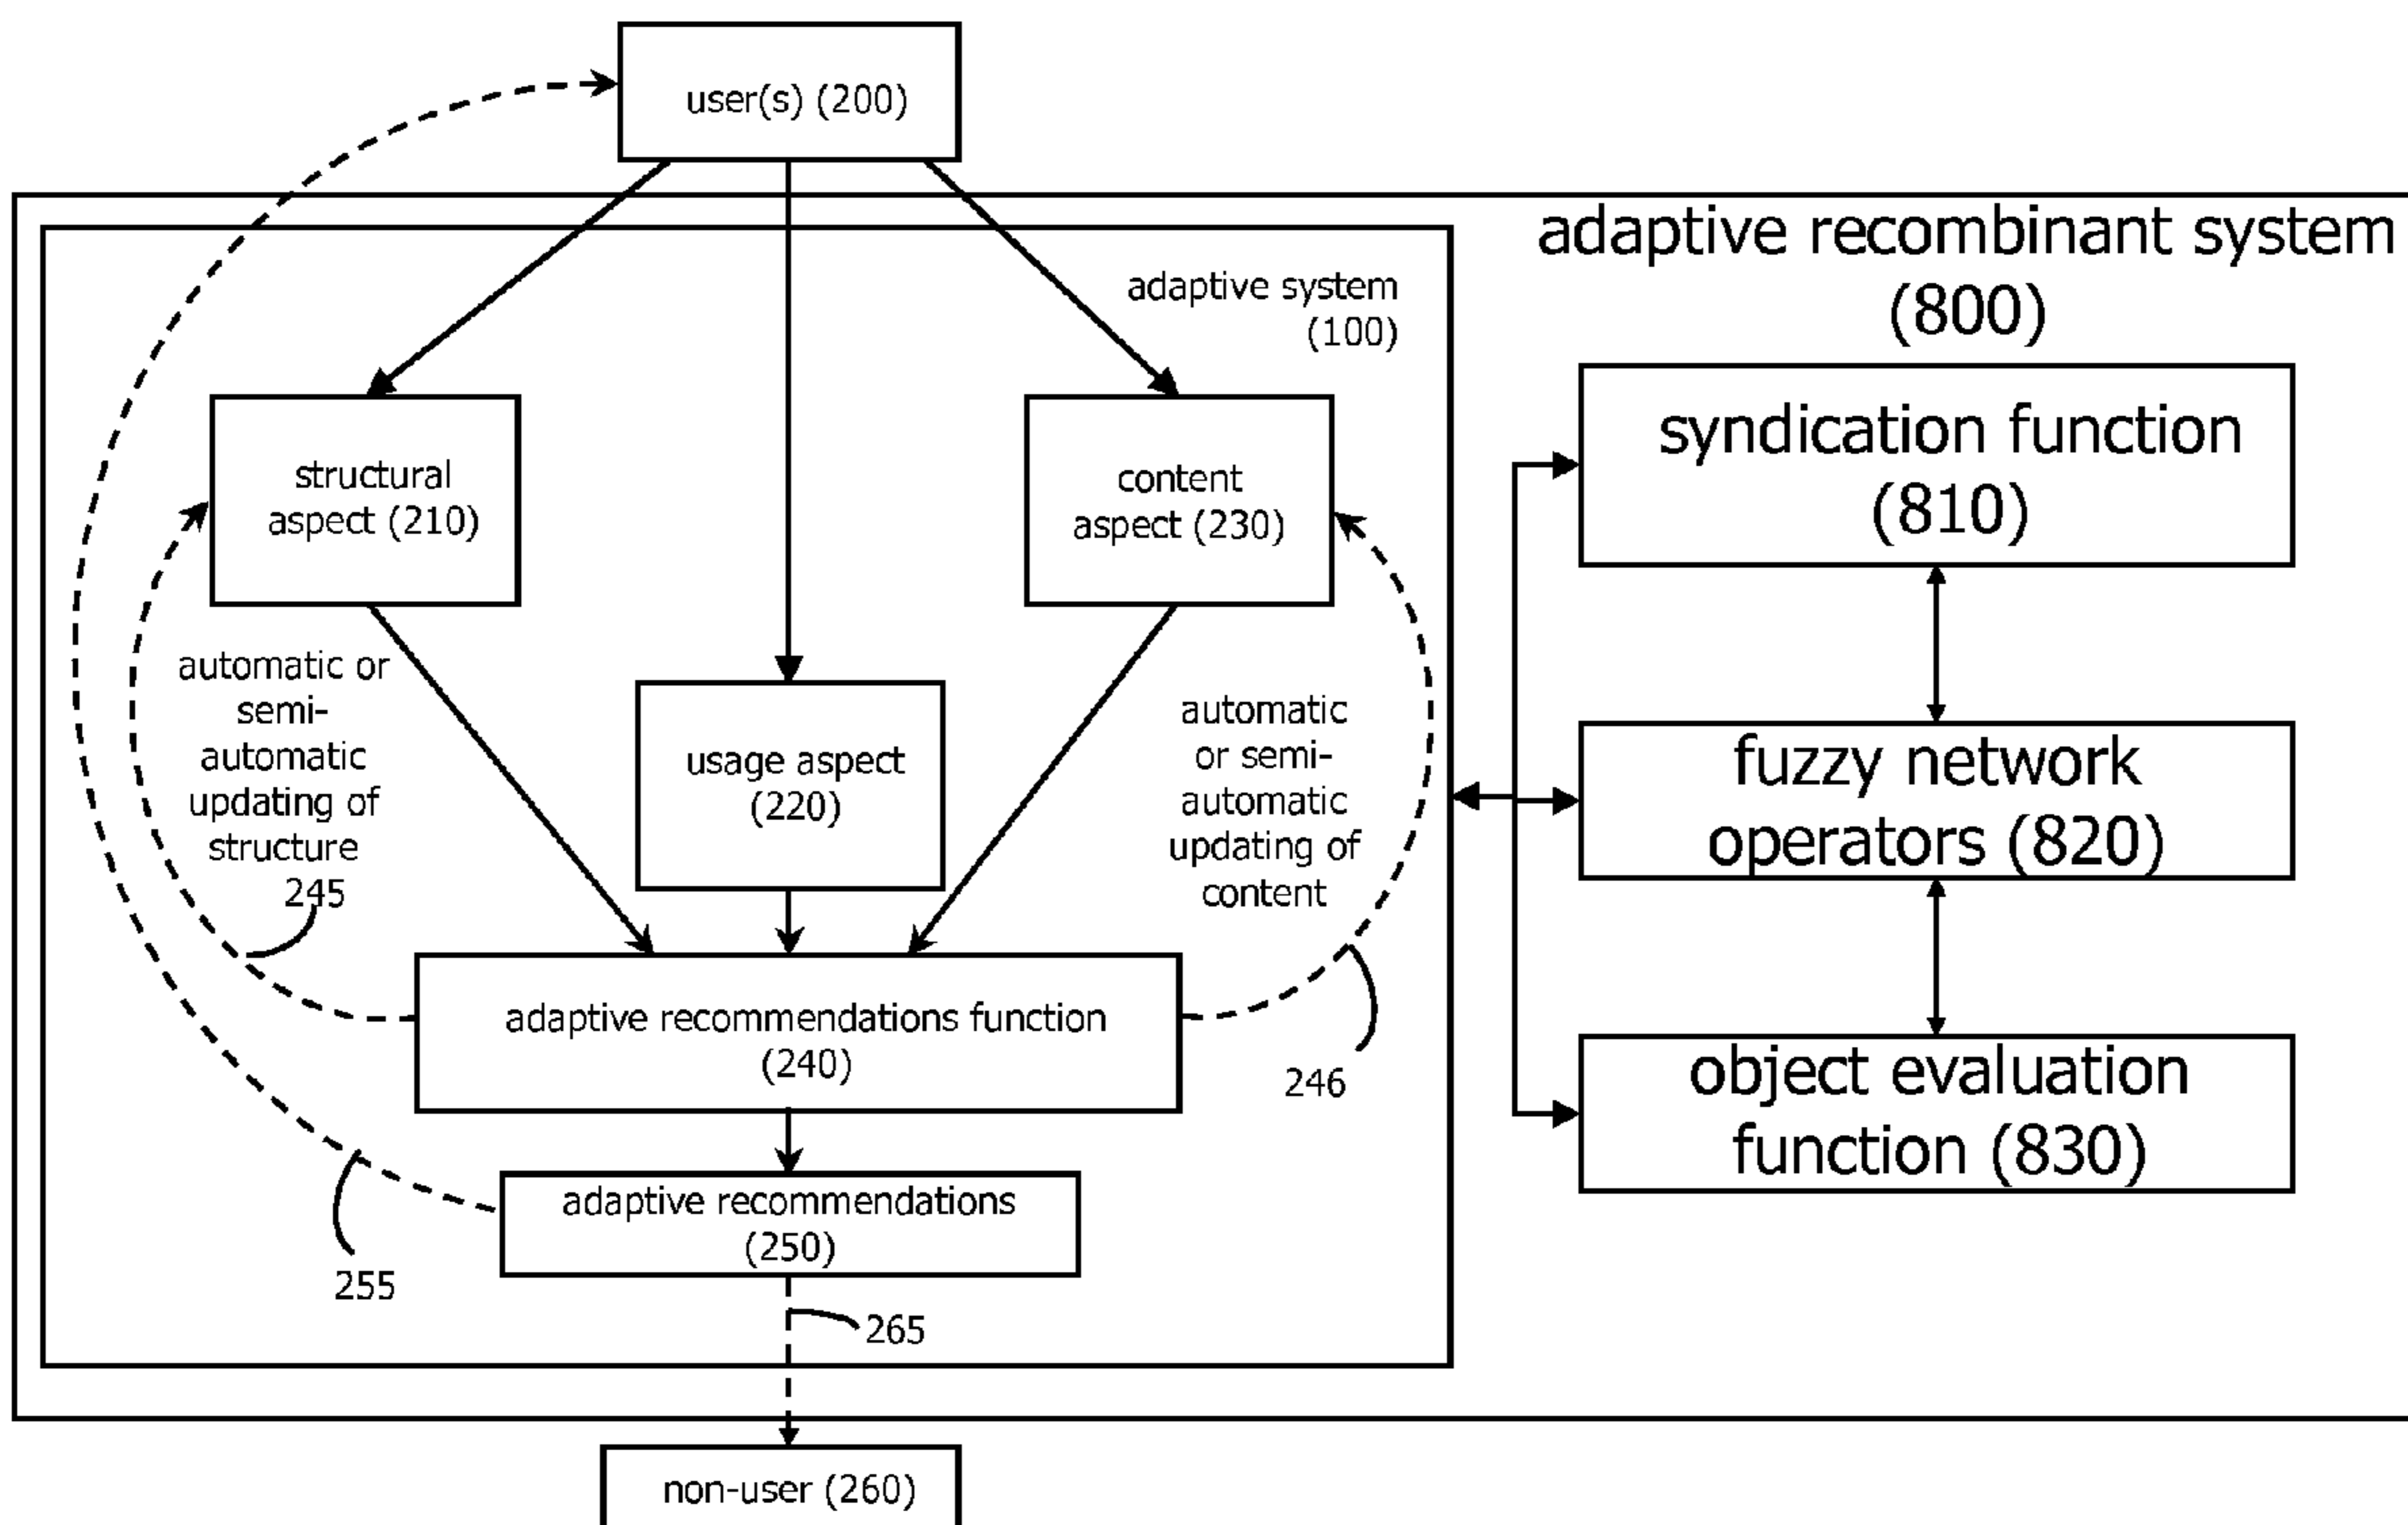 user(s) (200)
adaptive recombinant system
(800)
adaptive system
(100)
structural
aspect (210)
content
aspect (230)
syndication function
(810)
automatic or
semi-
automatic
updating of
structure
245
usage aspect
(220)
automatic
or semi-
automatic
updating of
content
246
fuzzy network
operators (820)
adaptive recommendations function
(240)
object evaluation
function (830)
adaptive recommendations
(250)
255
265
non-user (260)